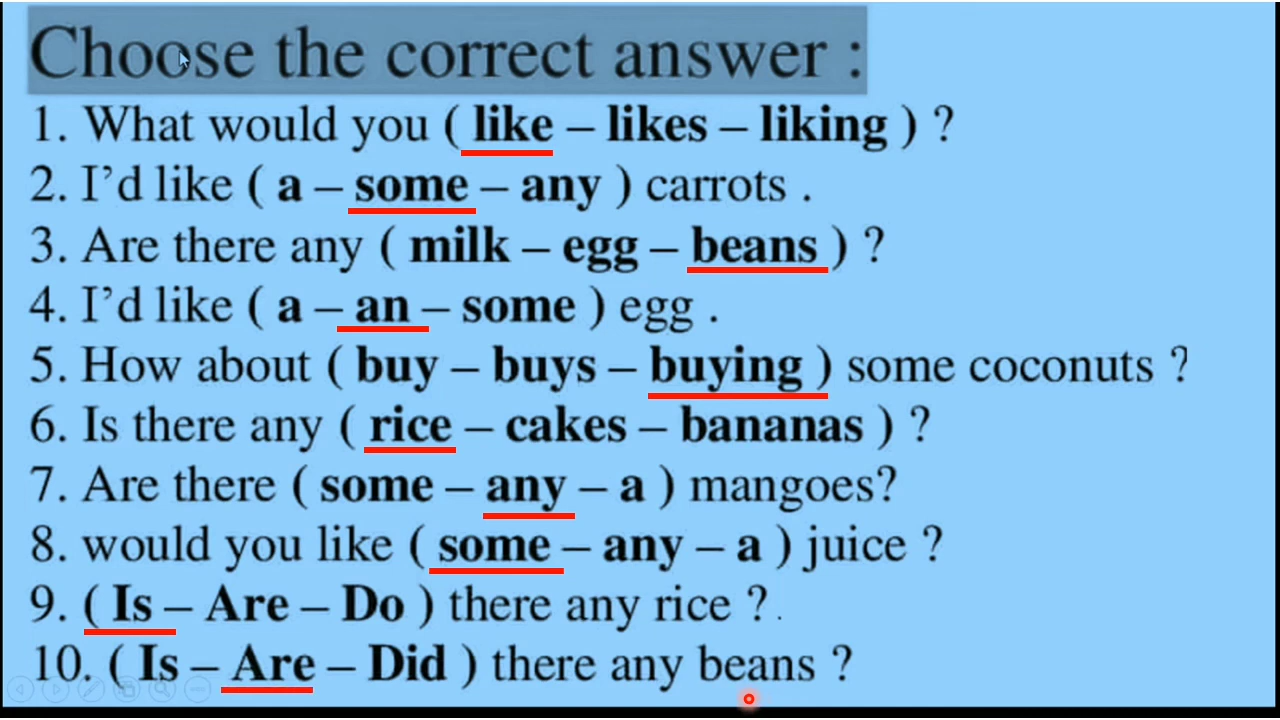 Choose the correct answer :
1. What would you ( like – likes – liking ) ?
2. I’d like ( a – some – any ) carrots .
3. Are there any ( milk – egg – beans ) ?
4. I’d like ( a – an – some ) egg .
5. How about ( buy – buys – buying ) some coconuts ?
6. Is there any ( rice – cakes – bananas ) ?
7. Are there ( some – any – a ) mangoes?
8. would you like ( some – any – a ) juice ?
9. ( Is – Are – Do ) there any rice ? .
10. ( Is – Are – Did ) there any beans ?